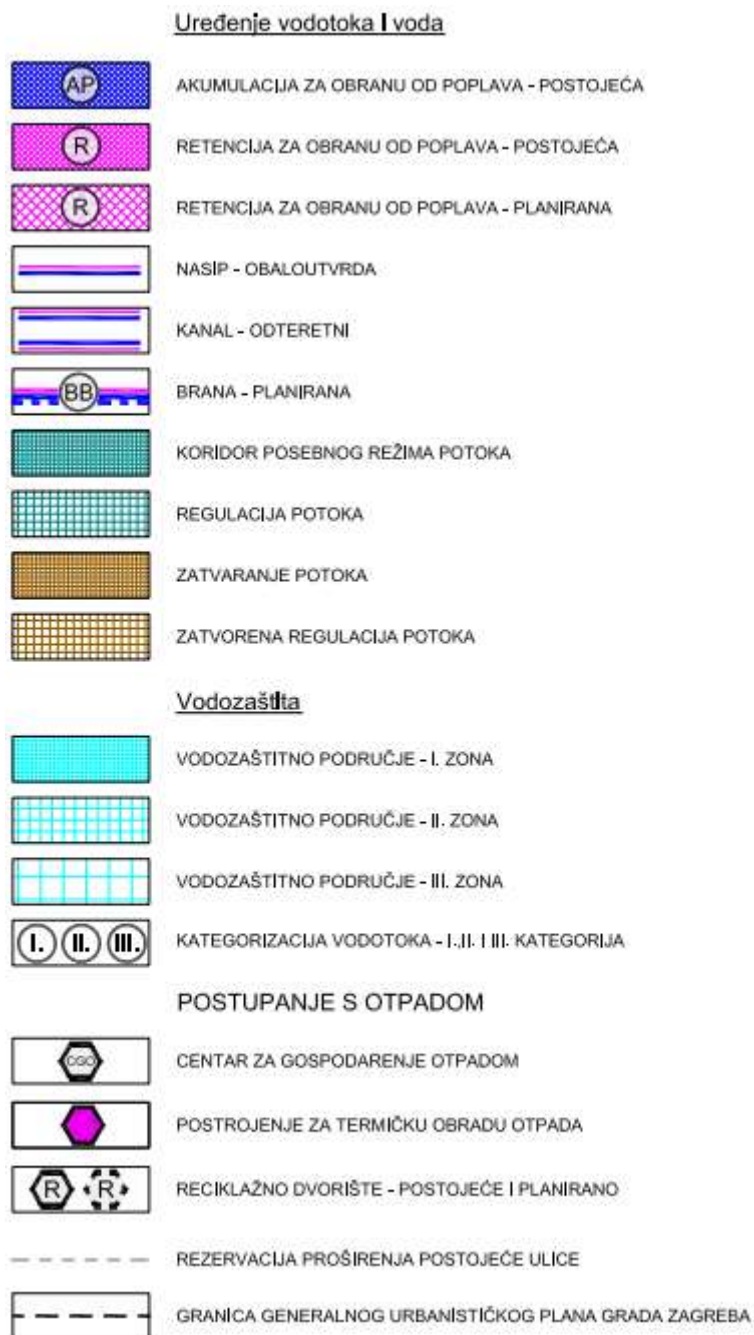 Uređenje vodotoka I voda
AP AKUMULACIJA ZA OBRANU OD POPLAVA - POSTOJEĆA
R RETENCIJA ZA OBRANU OD POPLAVA - POSTOJEĆA
R RETENCIJA ZA OBRANU OD POPLAVA - PLANIRANA
NASIP - OBALOUTVRDA
KANAL - ODTERETNI
BB BRANA - PLANIRANA
KORIDOR POSEBNOG REŽIMA POTOKA
REGULACIJA POTOKA
ZATVARANJE POTOKA
ZATVORENA REGULACIJA POTOKA
Vodozaštita
VODOZAŠTITNO PODRUČJE - I. ZONA
VODOZAŠTITNO PODRUČJE - II. ZONA
VODOZAŠTITNO PODRUČJE - III. ZONA
I. II. III. KATEGORIZACIJA VODOTOKA - I.,II. I III. KATEGORIJA
POSTUPANJE S OTPADOM
CGO CENTAR ZA GOSPODARENJE OTPADOM
POSTROJENJE ZA TERMIČKU OBRADU OTPADA
R R RECIKLAŽNO DVORIŠTE - POSTOJEĆE I PLANIRANO
REZERVACIJA PROŠIRENJA POSTOJEĆE ULICE
GRANICA GENERALNOG URBANISTIČKOG PLANA GRADA ZAGREBA